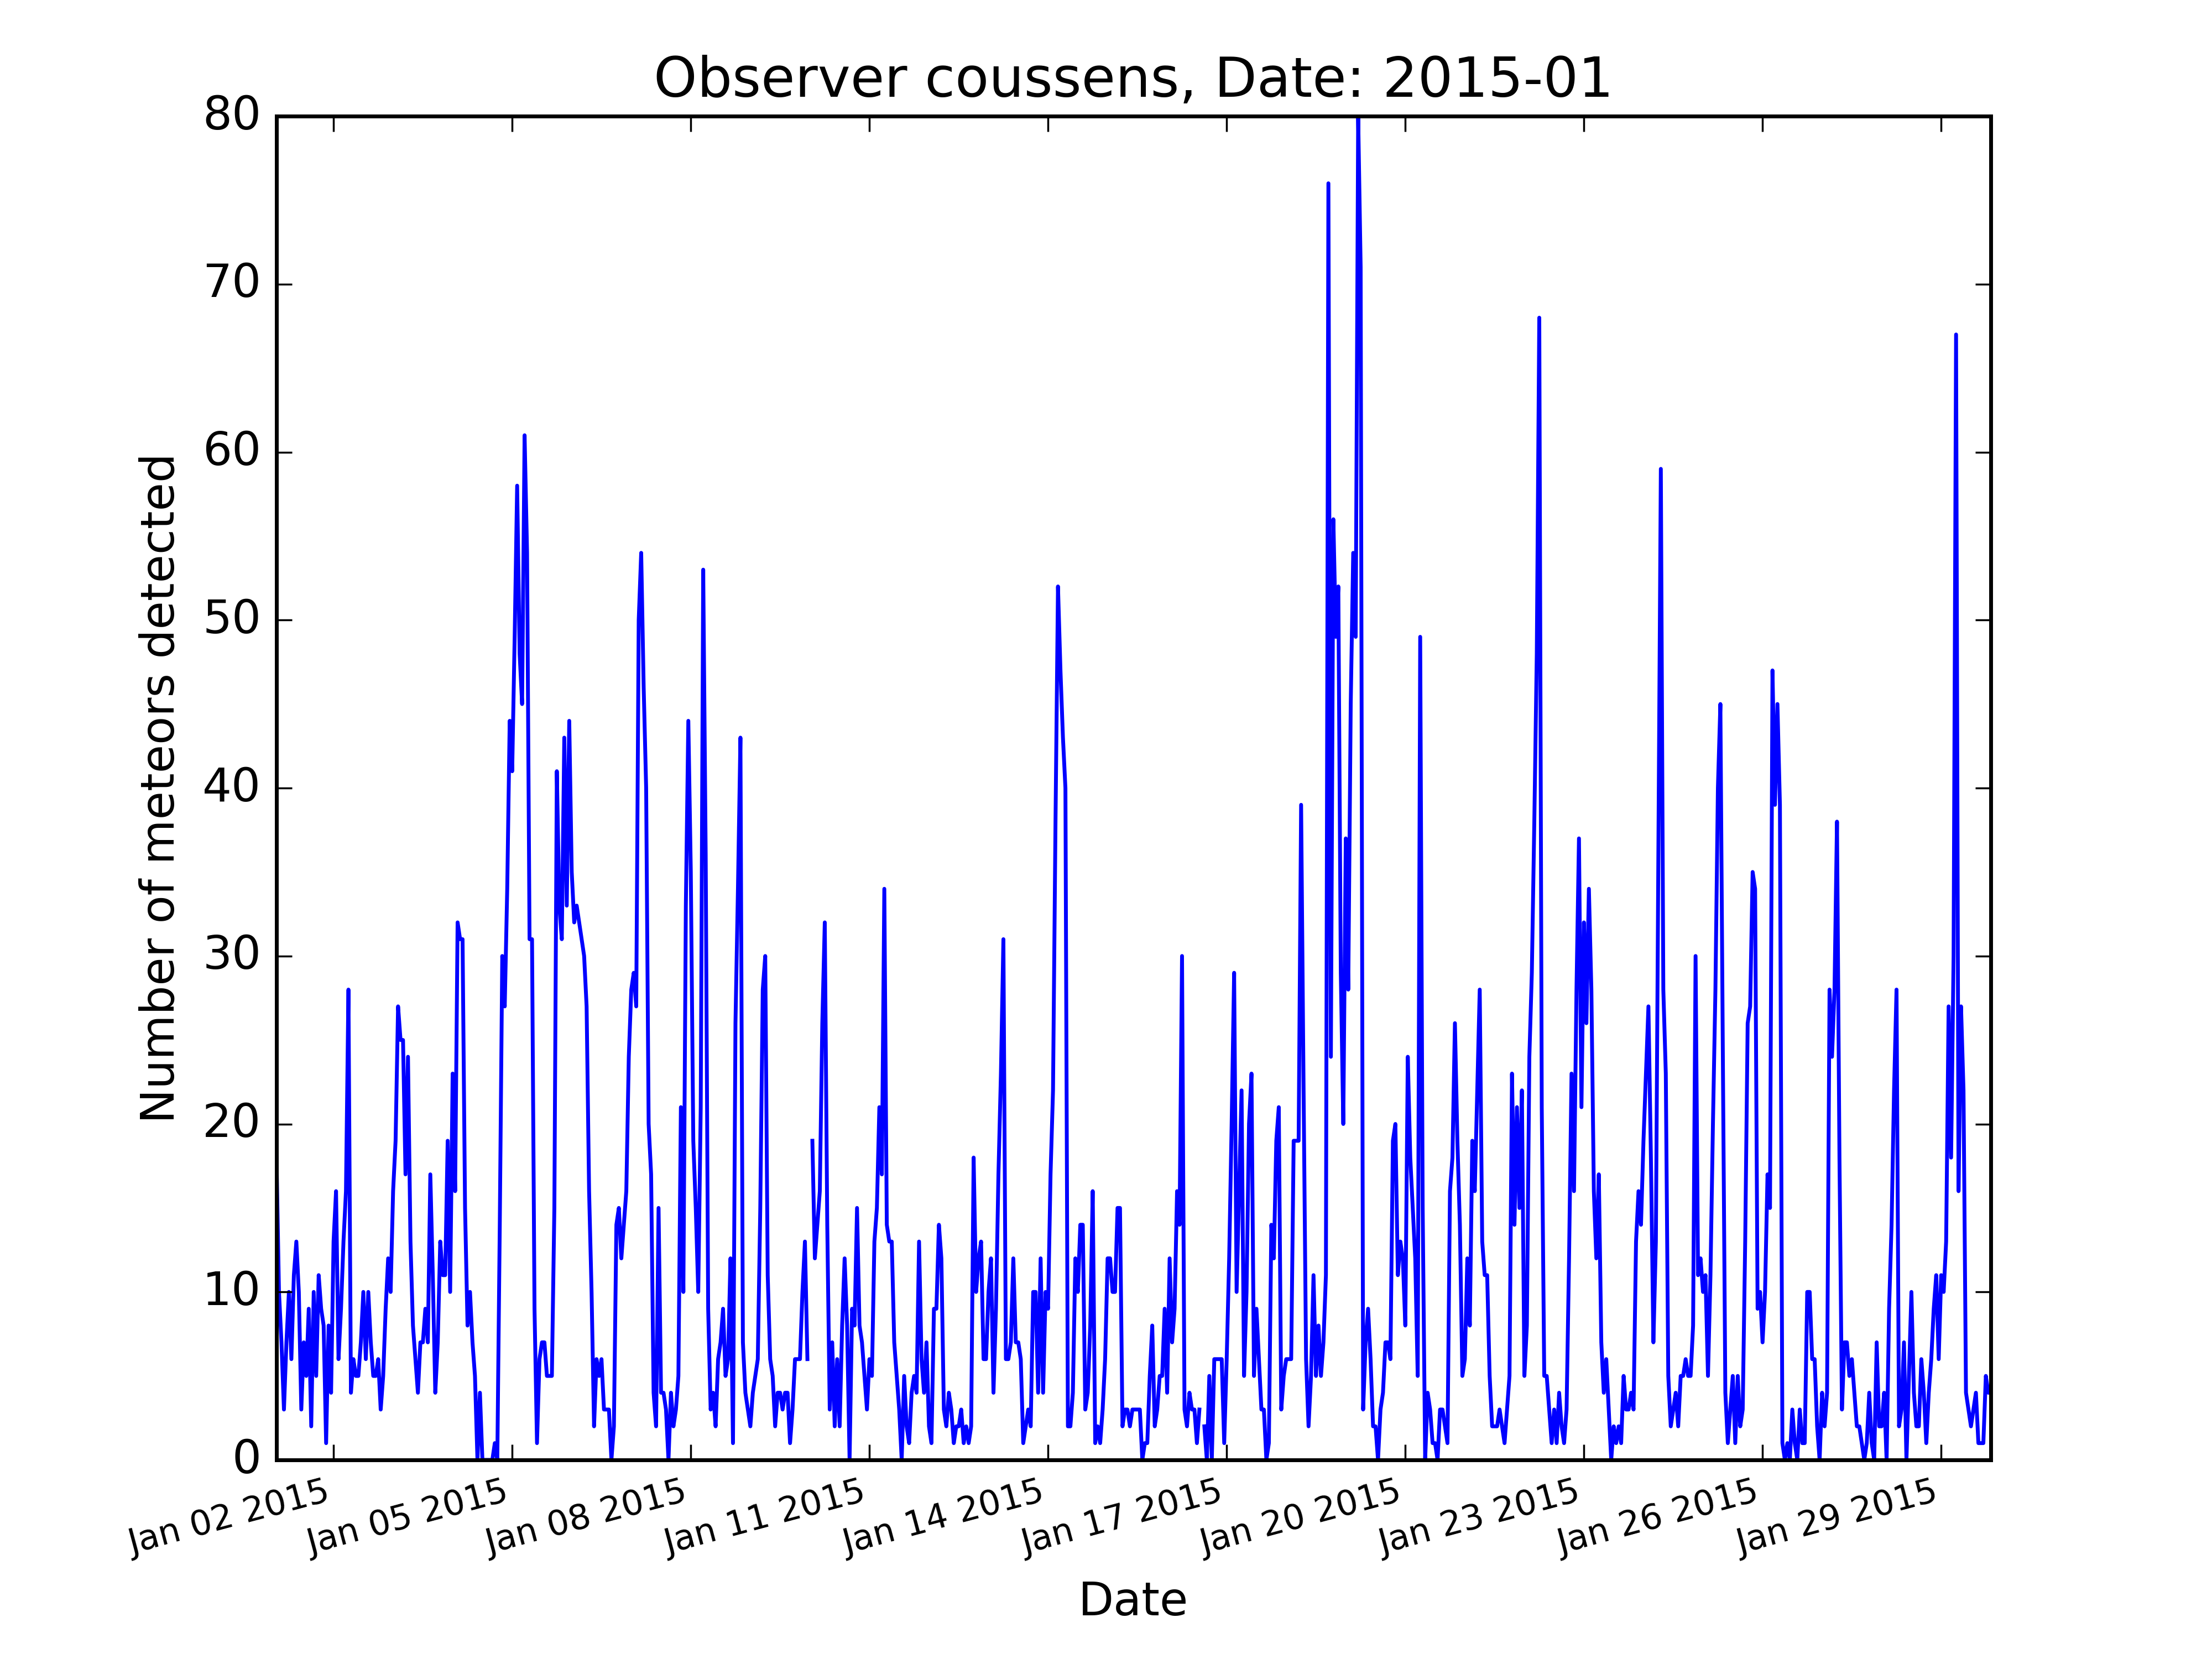 Observer coussens, Date: 2015-01
80
70
60
50
40
30
20
10
0
Number of meteors detected
Jan 02 2015
Jan 05 2015
Jan 08 2015
Jan 11 2015
Jan 14 2015
Jan 17 2015
Jan 20 2015
Jan 23 2015
Jan 26 2015
Jan 29 2015
Date